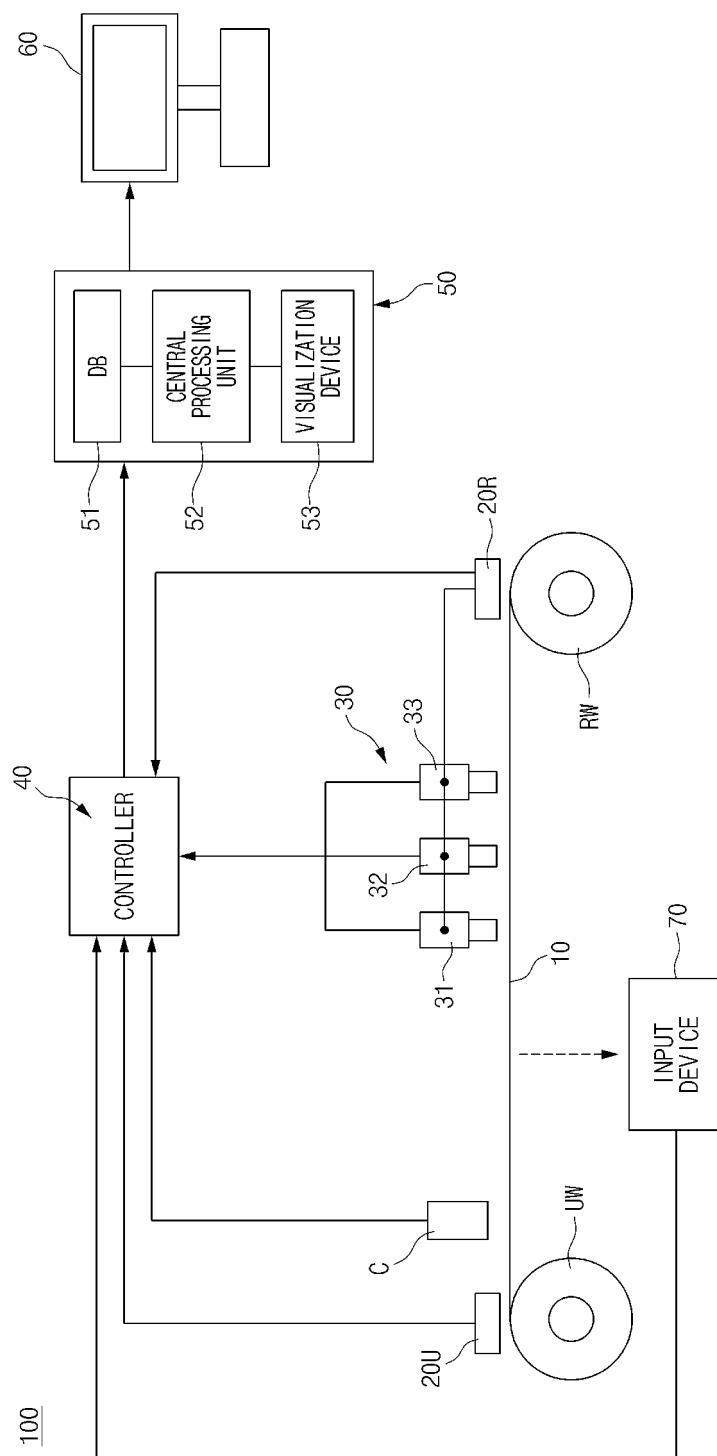 100
60
50
DB
CENTRAL
PROCESSING
UNIT
VISUALIZATION
DEVICE
51
52
53
40
CONTROLLER
30
31
32
33
20R
RW
10
C
20U
UW
70
INPUT
DEVICE